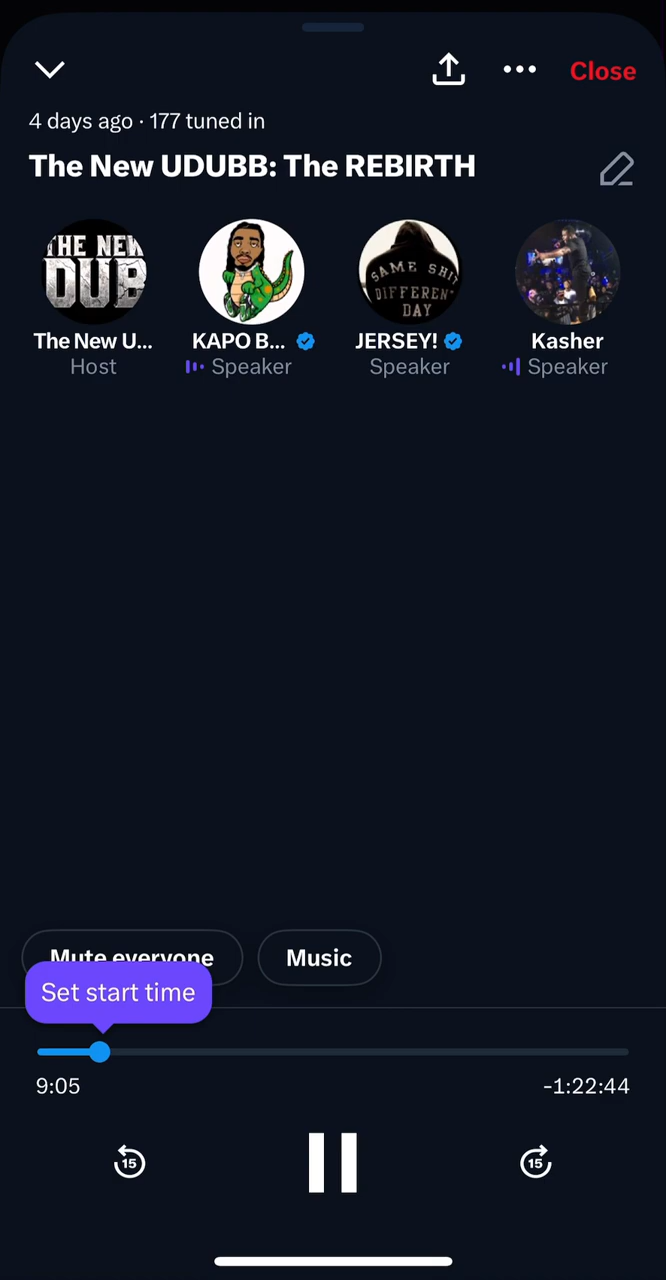 Close
4 days ago · 177 tuned in
The New UDUBB: The REBIRTH
THE NEW
DUB
SAME SHIT
DIFFERENT
DAY
The New U...
KAPO B...
JERSEY!
Kasher
Host
Speaker
Speaker
Speaker
Mute everyone
Music
Set start time
9:05
-1:22:44
15
15